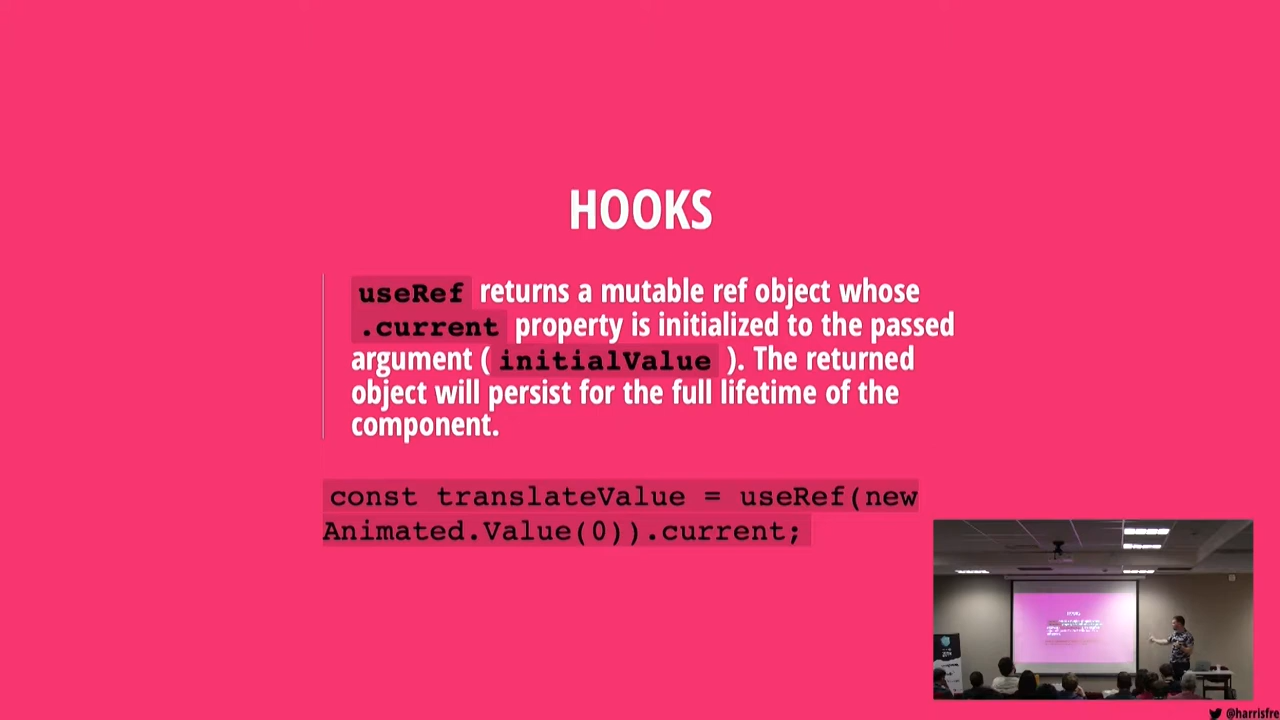 HOOKS
useRef returns a mutable ref object whose
.current property is initialized to the passed
argument ( initialValue ). The returned
object will persist for the full lifetime of the
component.
const translateValue = useRef(new
Animated.Value(0)).current;
@harrisfre